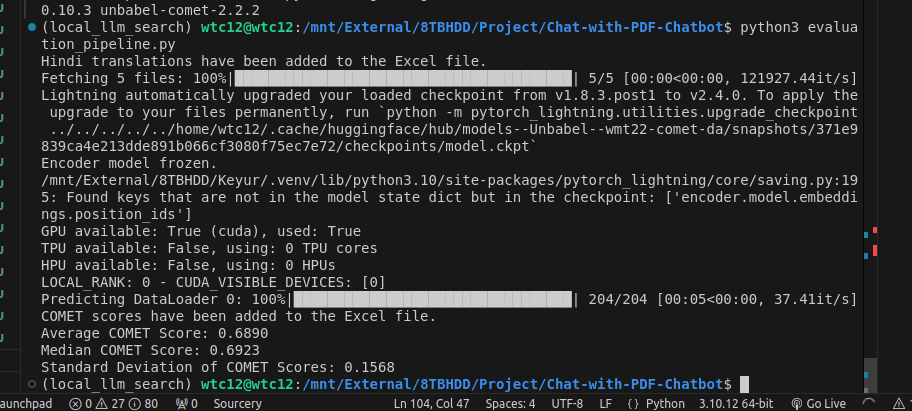 0.10.3 unbabel-comet-2.2.2
(local_llm_search) wtc12@wtc12:/mnt/External/8TBHDD/Project/Chat-with-PDF-Chatbot$ python3 evalua
tion_pipeline.py
Hindi translations have been added to the Excel file.
Fetching 5 files: 100%| | 5/5 [00:00<00:00, 121927.44it/s]
Lightning automatically upgraded your loaded checkpoint from v1.8.3.post1 to v2.4.0. To apply the
upgrade to your files permanently, run `python -m pytorch_lightning.utilities.upgrade_checkpoint
../../../../../home/wtc12/.cache/huggingface/hub/models--Unbabel--wmt22-comet-da/snapshots/371e9
839ca4e213dde891b066cf3080f75ec7e72/checkpoints/model.ckpt`
Encoder model frozen.
/mnt/External/8TBHDD/Keyur/.venv/lib/python3.10/site-packages/pytorch_lightning/core/saving.py:19
5: Found keys that are not in the model state dict but in the checkpoint: ['encoder.model.embeddi
ngs.position_ids']
GPU available: True (cuda), used: True
TPU available: False, using: 0 TPU cores
HPU available: False, using: 0 HPUs
LOCAL_RANK: 0 - CUDA_VISIBLE_DEVICES: [0]
Predicting DataLoader 0: 100%| | 204/204 [00:05<00:00, 37.41it/s]
COMET scores have been added to the Excel file.
Average COMET Score: 0.6890
Median COMET Score: 0.6923
Standard Deviation of COMET Scores: 0.1568
(local_llm_search) wtc12@wtc12:/mnt/External/8TBHDD/Project/Chat-with-PDF-Chatbot$
aunchpad 0 27 80 0 Sourcery Ln 104, Col 47 Spaces: 4 UTF-8 LF {} Python 3.10.12 64-bit Go Live